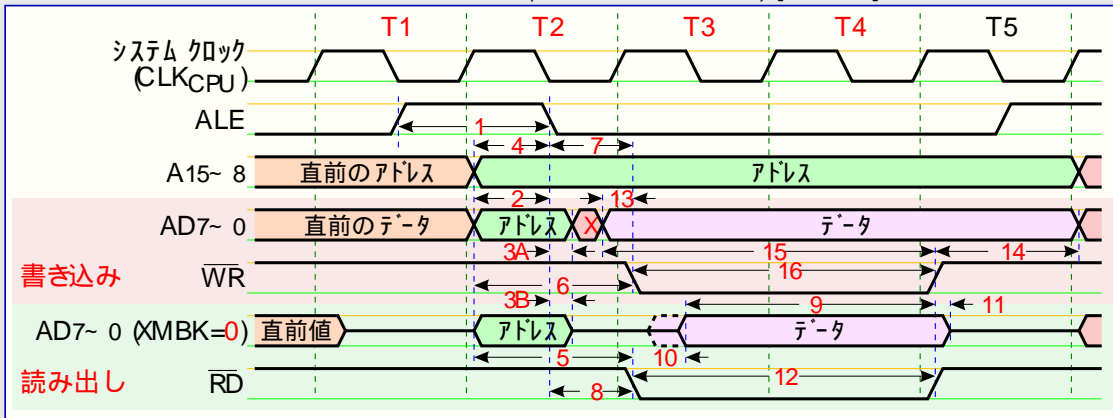 T1 T2 T3 T4 T5
システム クロック
(CLKCPU)
ALE
1
4 7
A15~ 8 直前のアドレス アドレス
2 13
AD7~ 0 直前のデータ アドレス X データ
3A 15 14
書き込み WR 16
6
3B 9 11
AD7~ 0 (XMBK=0) 直前値 アドレス データ
5 10
読み出し RD 12
8